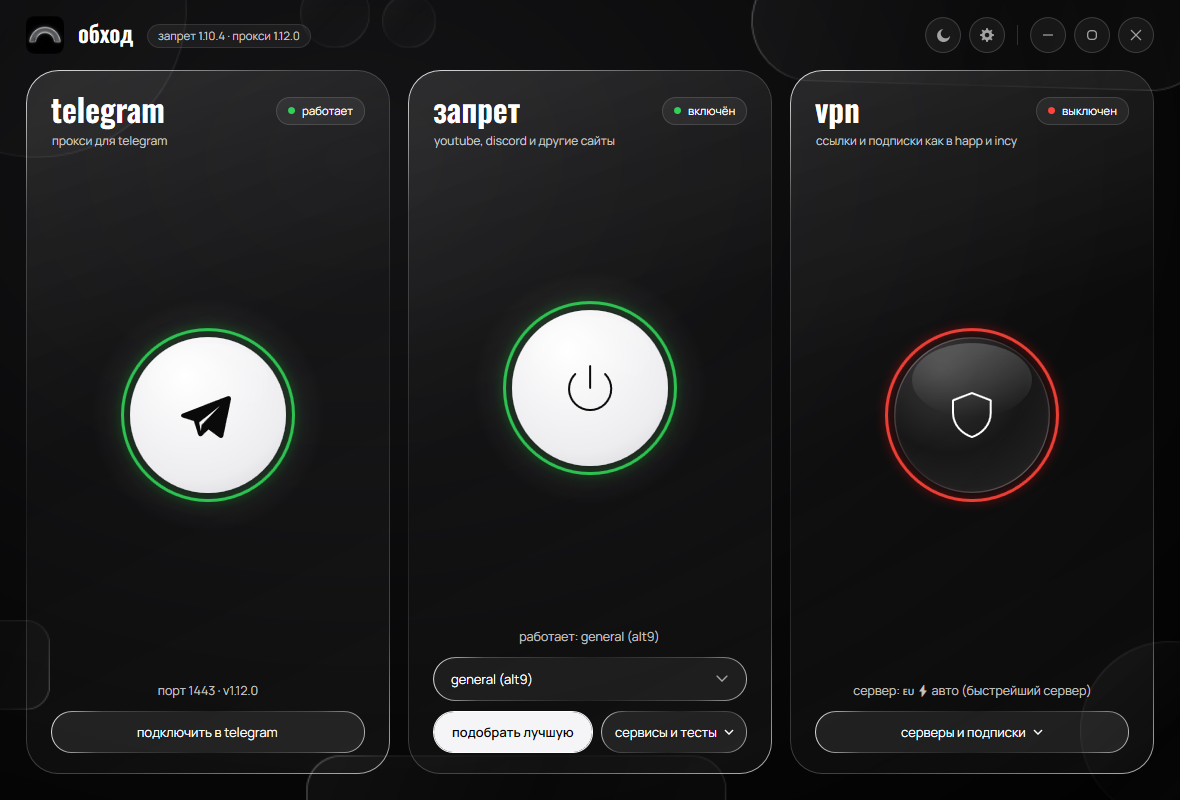 обход
запрет 1.10.4 · прокси 1.12.0
telegram
работает
прокси для telegram
порт 1443 · v1.12.0
подключить в telegram
запрет
включён
youtube, discord и другие сайты
работает: general (alt9)
general (alt9)
подобрать лучшую
сервисы и тесты
vpn
выключен
ссылки и подписки как в happ и incy
сервер: EU ⚡ авто (быстрейший сервер)
серверы и подписки